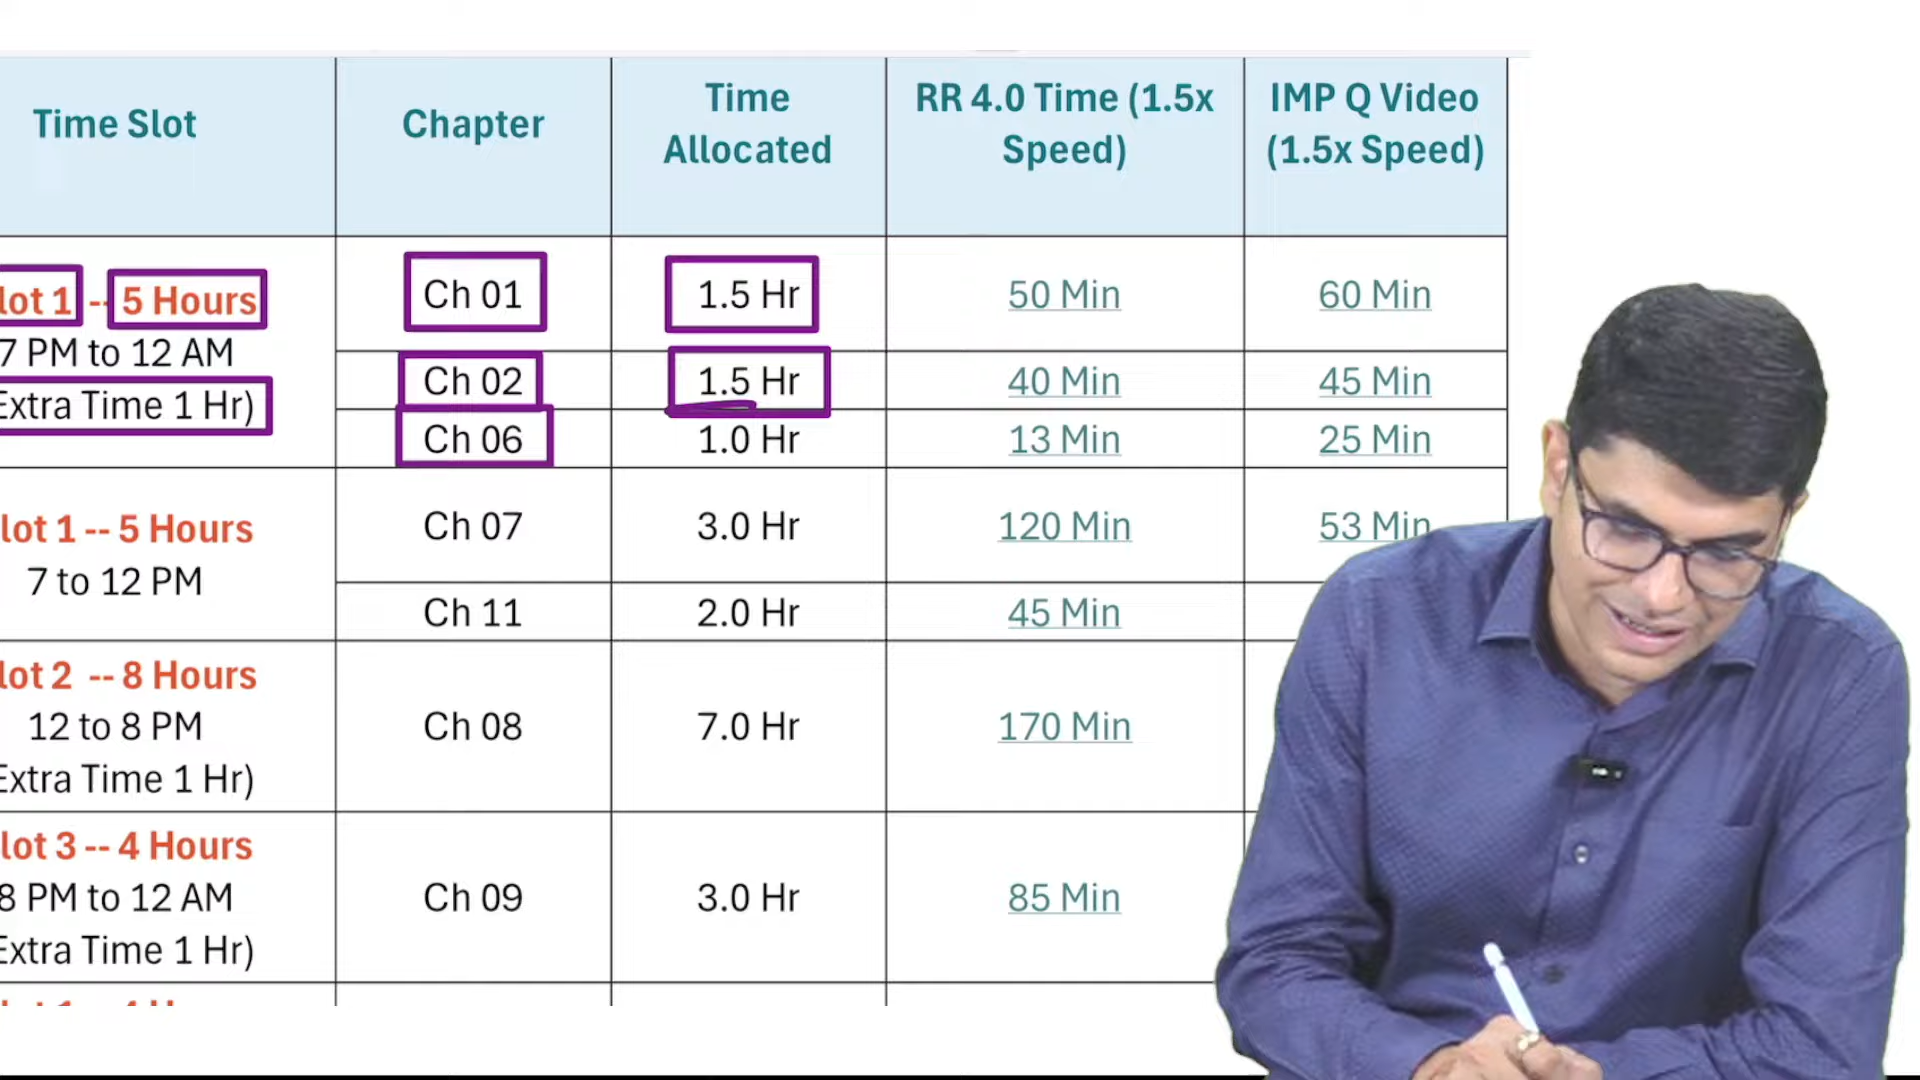 Time Slot
Chapter
Time
Allocated
RR 4.0 Time (1.5x
Speed)
IMP Q Video
(1.5x Speed)
lot 1 -- 5 Hours
7 PM to 12 AM
Extra Time 1 Hr)
Ch 01
1.5 Hr
50 Min
60 Min
Ch 02
1.5 Hr
40 Min
45 Min
Ch 06
1.0 Hr
13 Min
25 Min
lot 1 -- 5 Hours
7 to 12 PM
Ch 07
3.0 Hr
120 Min
53 Min
Ch 11
2.0 Hr
45 Min
lot 2 -- 8 Hours
12 to 8 PM
Extra Time 1 Hr)
Ch 08
7.0 Hr
170 Min
lot 3 -- 4 Hours
8 PM to 12 AM
Extra Time 1 Hr)
Ch 09
3.0 Hr
85 Min